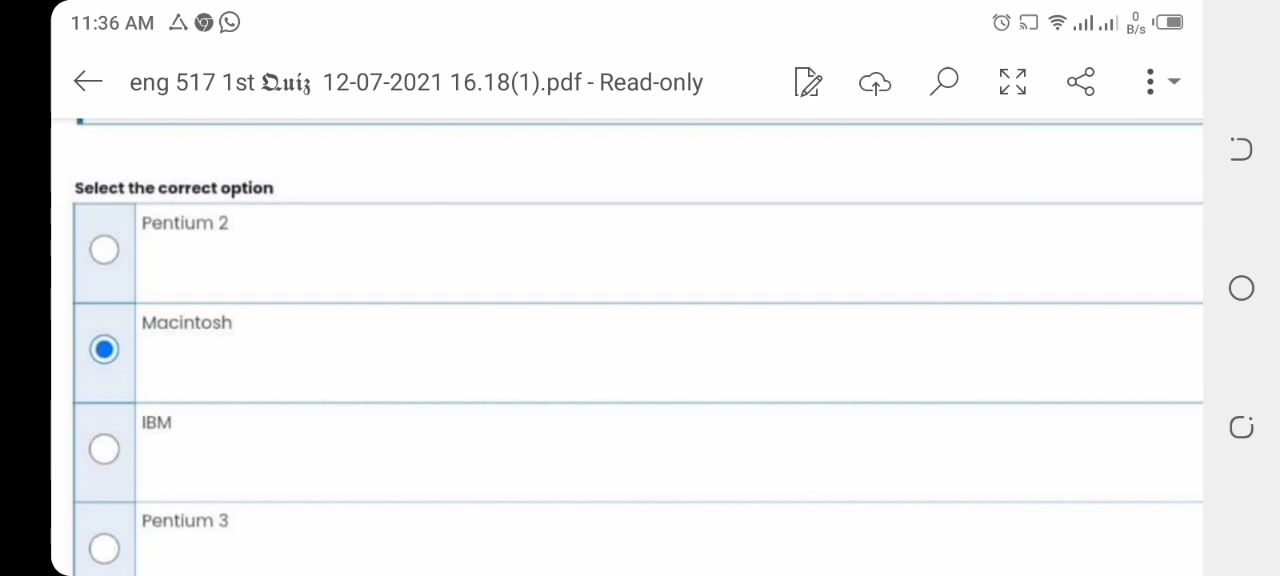 11:36 AM
0
B/s
eng 517 1st 𝔔𝔲𝔦𝔷 12-07-2021 16.18(1).pdf - Read-only
Select the correct option
Pentium 2
Macintosh
IBM
Pentium 3